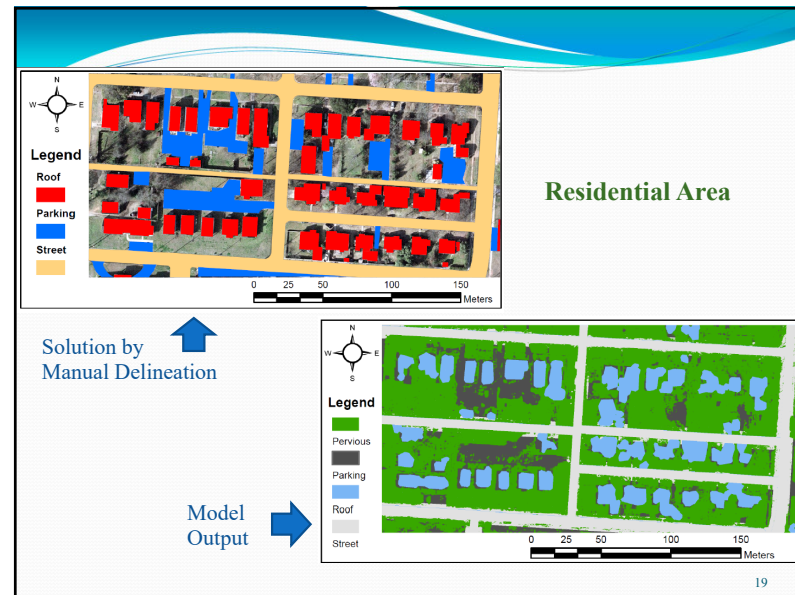 N
W E
S
Legend
Roof
Parking
Street
0 25 50 100 150
Meters
Residential Area
Solution by
Manual Delineation
N
W E
S
Legend
Pervious
Parking
Roof
Street
0 25 50 100 150
Meters
Model
Output
19